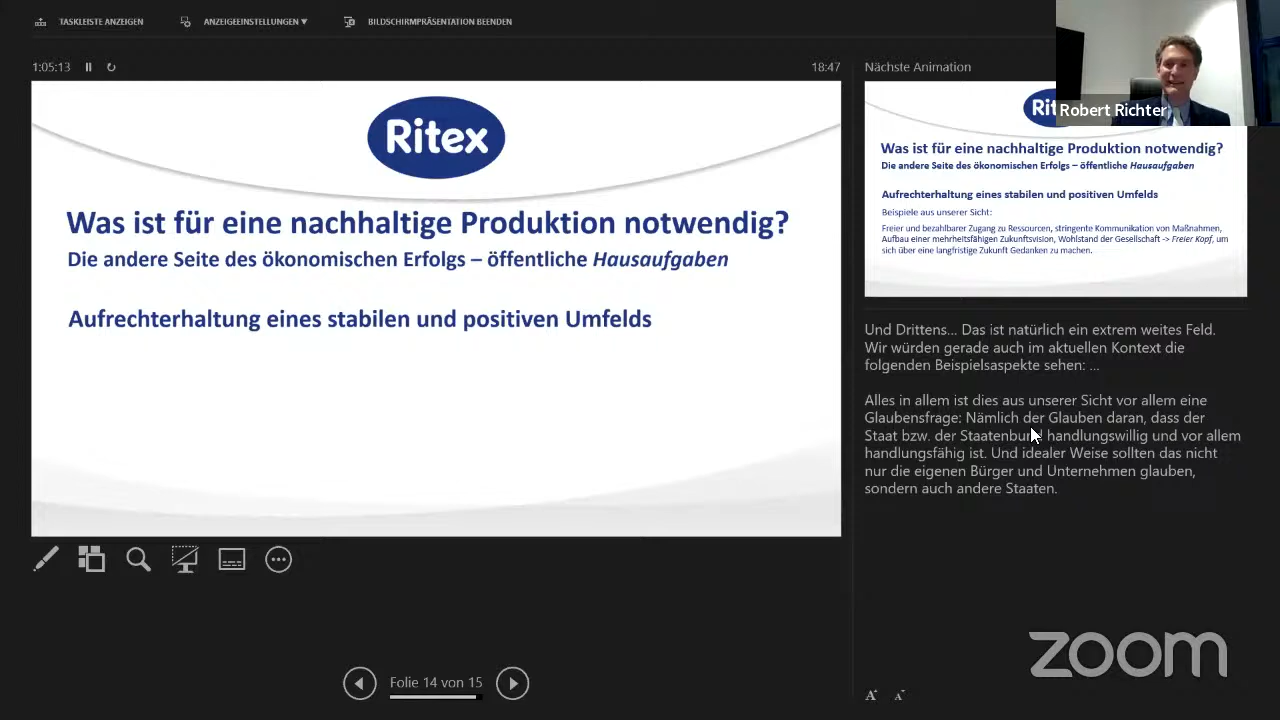 TASKLEISTE ANZEIGEN
ANZEIGEEINSTELLUNGEN ▼
BILDSCHIRMPRÄSENTATION BEENDEN
1:05:13
18:47
Ritex
Was ist für eine nachhaltige Produktion notwendig?
Die andere Seite des ökonomischen Erfolgs – öffentliche Hausaufgaben
Aufrechterhaltung eines stabilen und positiven Umfelds
Folie 14 von 15
Nächste Animation
Robert Richter
Was ist für eine nachhaltige Produktion notwendig?
Die andere Seite des ökonomischen Erfolgs – öffentliche Hausaufgaben
Aufrechterhaltung eines stabilen und positiven Umfelds
Beispiele aus unserer Sicht:
Freier und bezahlbarer Zugang zu Ressourcen, stringente Kommunikation von Maßnahmen,
Aufbau einer mehrheitsfähigen Zukunftsvision, Wohlstand der Gesellschaft -> Freier Kopf, um
sich über eine langfristige Zukunft Gedanken zu machen.
Und Drittens... Das ist natürlich ein extrem weites Feld.
Wir würden gerade auch im aktuellen Kontext die
folgenden Beispielsaspekte sehen: ...
Alles in allem ist dies aus unserer Sicht vor allem eine
Glaubensfrage: Nämlich der Glauben daran, dass der
Staat bzw. der Staatenbund handlungswillig und vor allem
handlungsfähig ist. Und idealer Weise sollten das nicht
nur die eigenen Bürger und Unternehmen glauben,
sondern auch andere Staaten.
zoom
A A